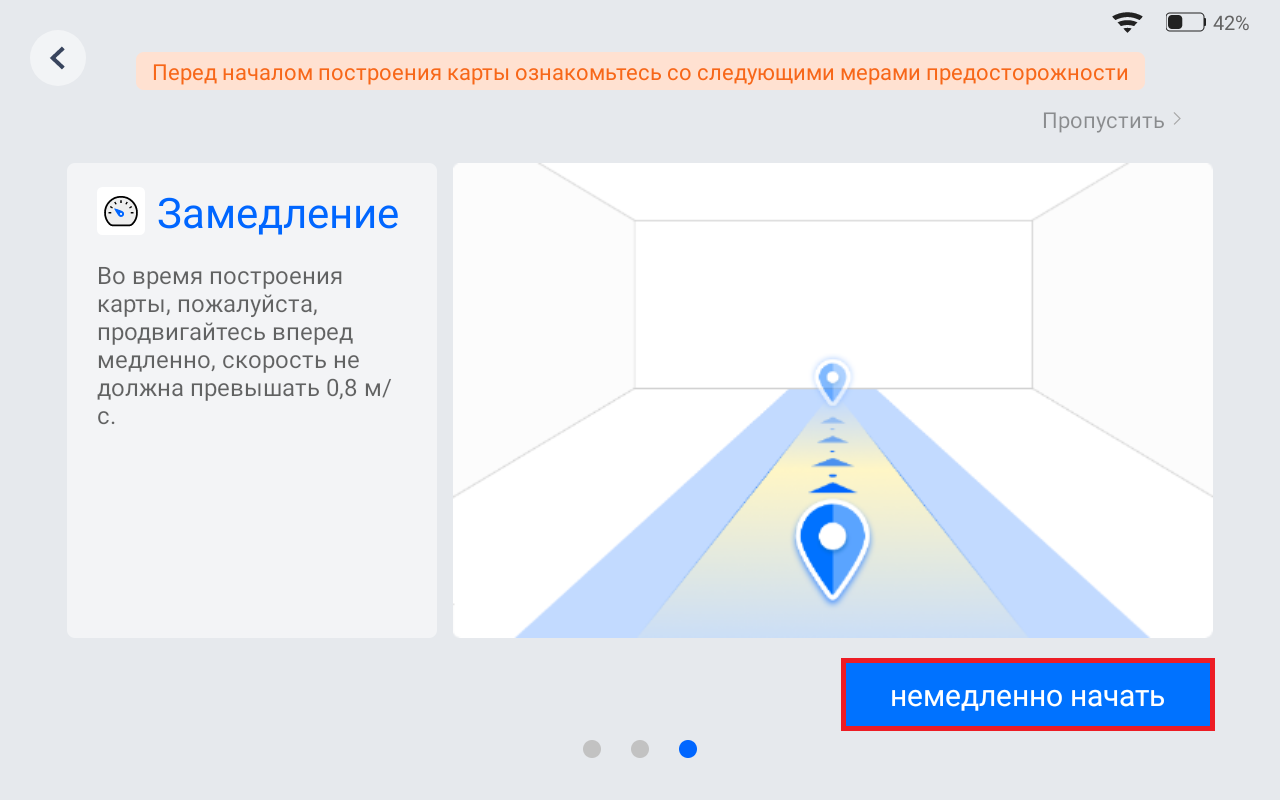 42%
Перед началом построения карты ознакомьтесь со следующими мерами предосторожности
Пропустить
Замедление
Во время построения
карты, пожалуйста,
продвигайтесь вперед
медленно, скорость не
должна превышать 0,8 м/
с.
немедленно начать